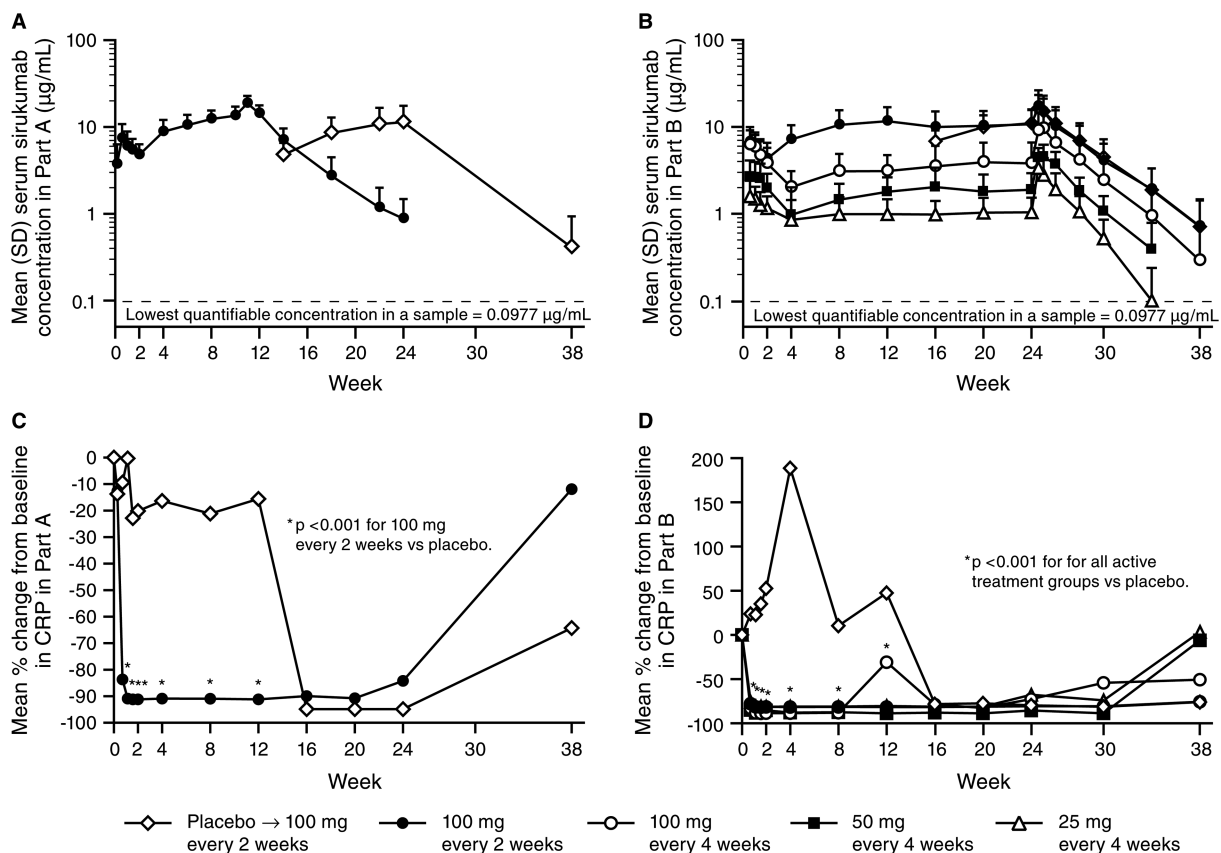 A
Mean (SD) serum sirukumab
concentration in Part A (µg/mL)
100
10
1
0.1
Lowest quantifiable concentration in a sample = 0.0977 µg/mL
0 2 4 8 12 16 20 24 30 38
Week
B
Mean (SD) serum sirukumab
concentration in Part B (µg/mL)
100
10
1
0.1
Lowest quantifiable concentration in a sample = 0.0977 µg/mL
0 2 4 8 12 16 20 24 30 38
Week
C
Mean % change from baseline
in CRP in Part A
0
-10
-20
-30
-40
-50
-60
-70
-80
-90
-100
*p <0.001 for 100 mg
every 2 weeks vs placebo.
*
*** * * *
0 2 4 8 12 16 20 24 30 38
Week
D
Mean % change from baseline
in CRP in Part B
200
150
100
50
0
-50
-100
*p <0.001 for for all active
treatment groups vs placebo.
*
**** * *
0 2 4 8 12 16 20 24 30 38
Week
Placebo → 100 mg
every 2 weeks
100 mg
every 2 weeks
100 mg
every 4 weeks
50 mg
every 4 weeks
25 mg
every 4 weeks